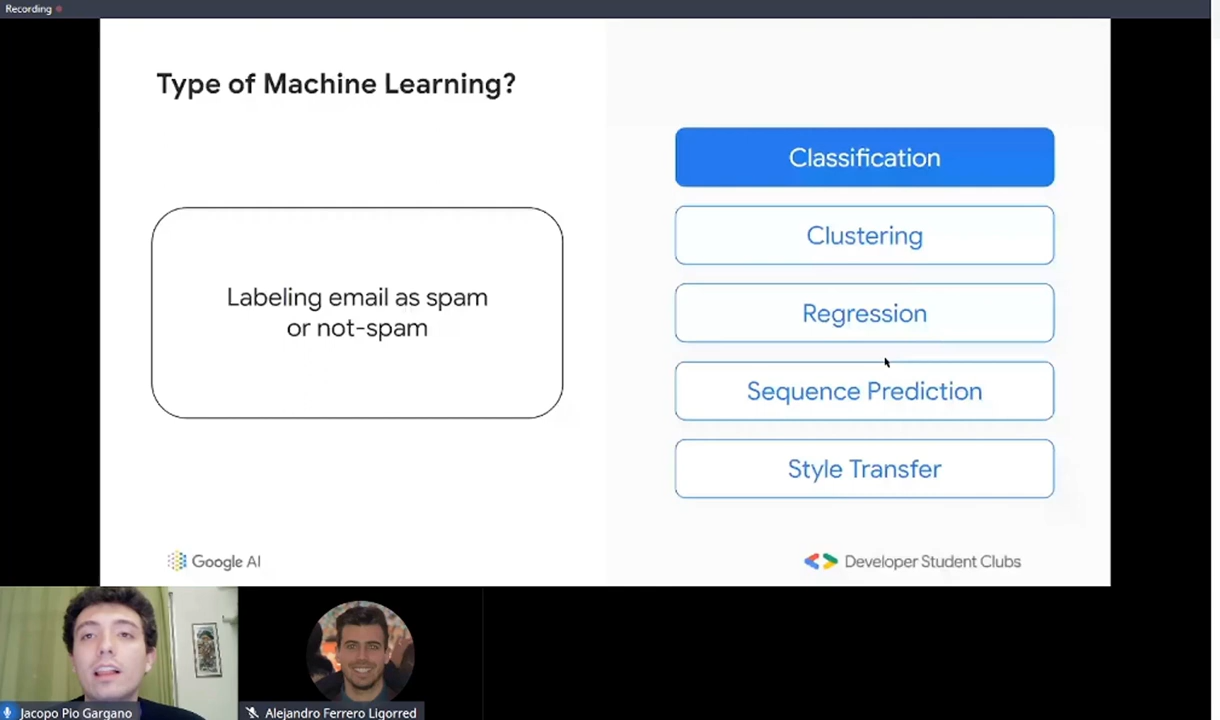 Recording
Type of Machine Learning?
Labeling email as spam
or not-spam
Classification
Clustering
Regression
Sequence Prediction
Style Transfer
Google AI
Developer Student Clubs
Jacopo Pio Gargano
Alejandro Ferrero Ligorred